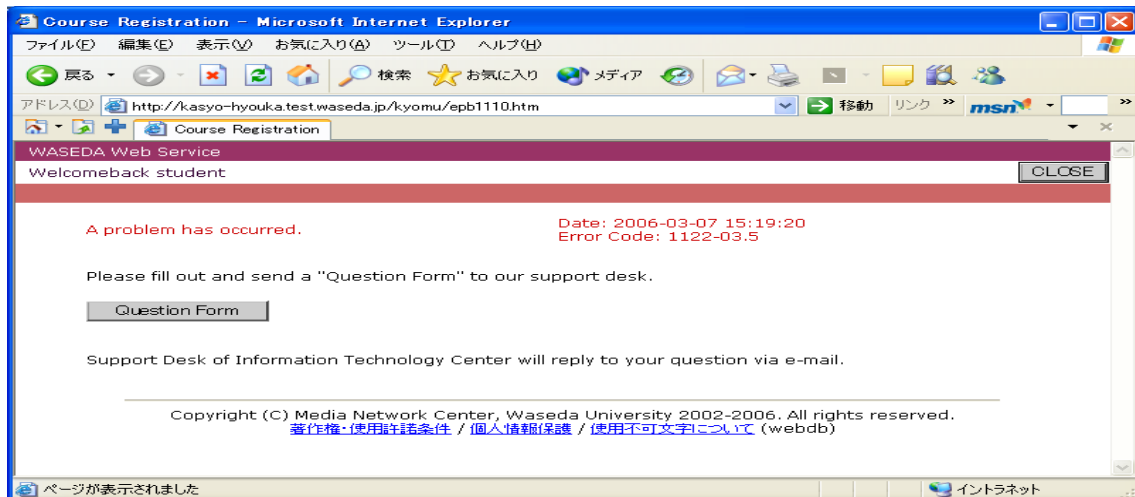 Course Registration - Microsoft Internet Explorer
ファイル(F) 編集(E) 表示(V) お気に入り(A) ツール(T) ヘルプ(H)
戻る 検索 お気に入り メディア
アドレス(D) http://kasyo-hyouka.test.waseda.jp/kyomu/epb1110.htm 移動 リンク » msn »
Course Registration
WASEDA Web Service
Welcomeback student CLOSE
A problem has occurred. Date: 2006-03-07 15:19:20
Error Code: 1122-03.5
Please fill out and send a "Question Form" to our support desk.
Question Form
Support Desk of Information Technology Center will reply to your question via e-mail.
Copyright (C) Media Network Center, Waseda University 2002-2006. All rights reserved.
著作権・使用許諾条件 / 個人情報保護 / 使用不可文字について (webdb)
ページが表示されました イントラネット